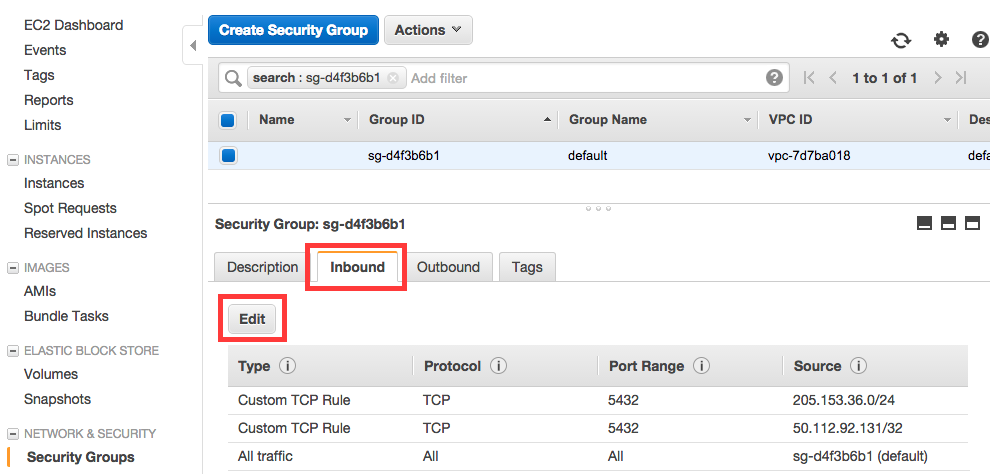 EC2 Dashboard
Events
Tags
Reports
Limits
INSTANCES
Instances
Spot Requests
Reserved Instances
IMAGES
AMIs
Bundle Tasks
ELASTIC BLOCK STORE
Volumes
Snapshots
NETWORK & SECURITY
Security Groups
Create Security Group Actions
search : sg-d4f3b6b1 Add filter ? 1 to 1 of 1
Name Group ID Group Name VPC ID Des
sg-d4f3b6b1 default vpc-7d7ba018 defa
Security Group: sg-d4f3b6b1
Description Inbound Outbound Tags
Edit
Type i Protocol i Port Range i Source i
Custom TCP Rule TCP 5432 205.153.36.0/24
Custom TCP Rule TCP 5432 50.112.92.131/32
All traffic All All sg-d4f3b6b1 (default)